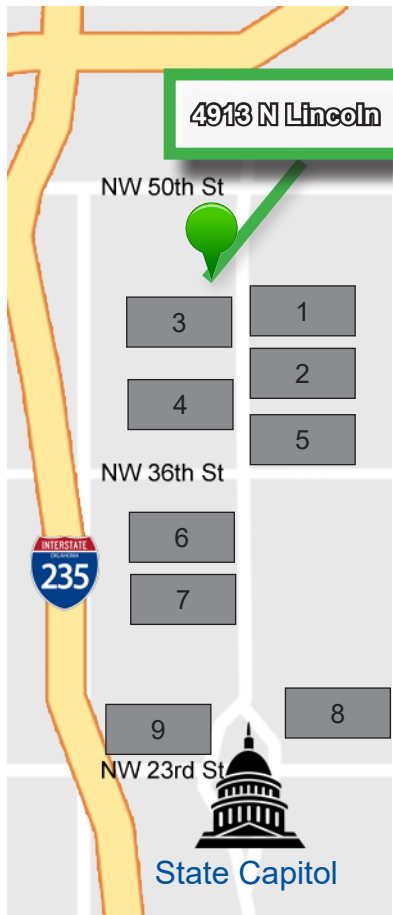 4913 N Lincoln
NW 50th St
1
3
2
4
5
NW 36th St
6
INTERSTATE
OKLAHOMA
235
7
8
9
NW 23rd St
State Capitol